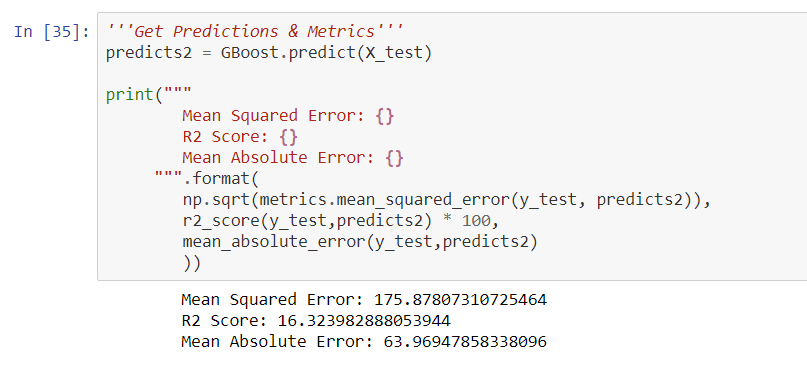 In [35]: '''Get Predictions & Metrics'''
predicts2 = GBoost.predict(X_test)
print("""
Mean Squared Error: {}
R2 Score: {}
Mean Absolute Error: {}
""".format(
np.sqrt(metrics.mean_squared_error(y_test, predicts2)),
r2_score(y_test,predicts2) * 100,
mean_absolute_error(y_test,predicts2)
))
Mean Squared Error: 175.87807310725464
R2 Score: 16.323982888053944
Mean Absolute Error: 63.96947858338096